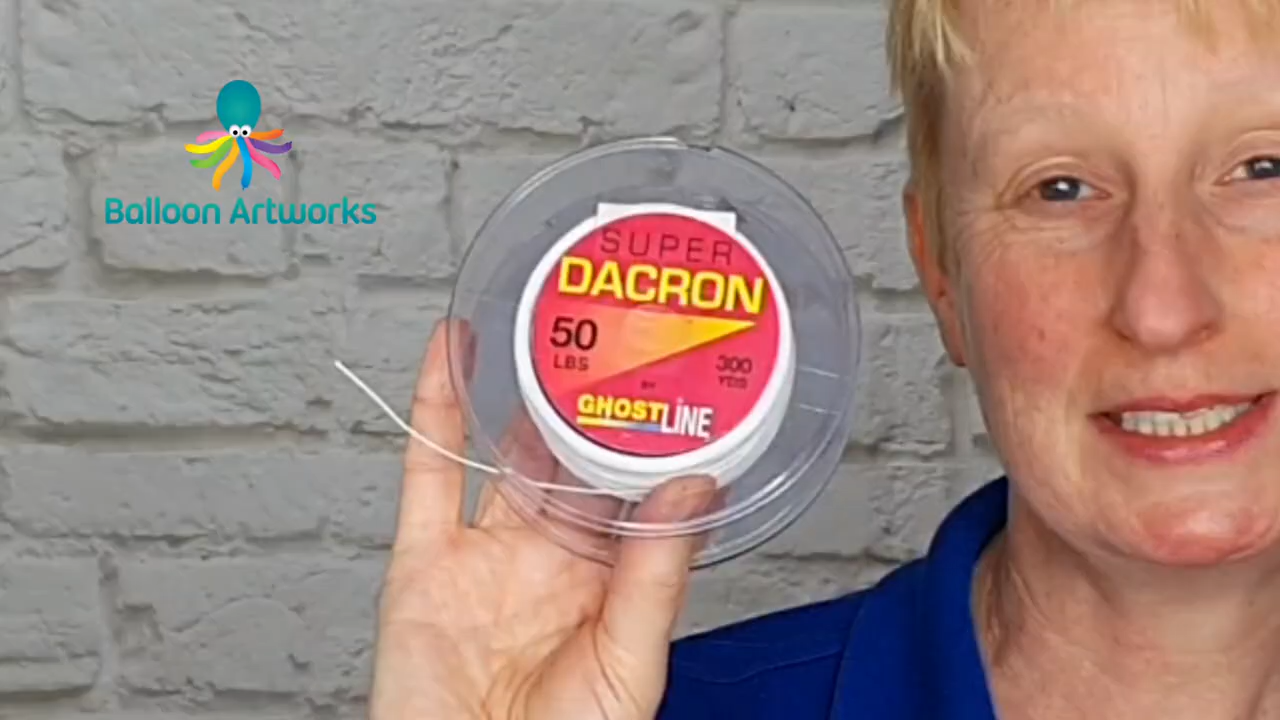 Balloon Artworks
SUPER
DACRON
50
LBS
300
YDS
BY
GHOSTLINE